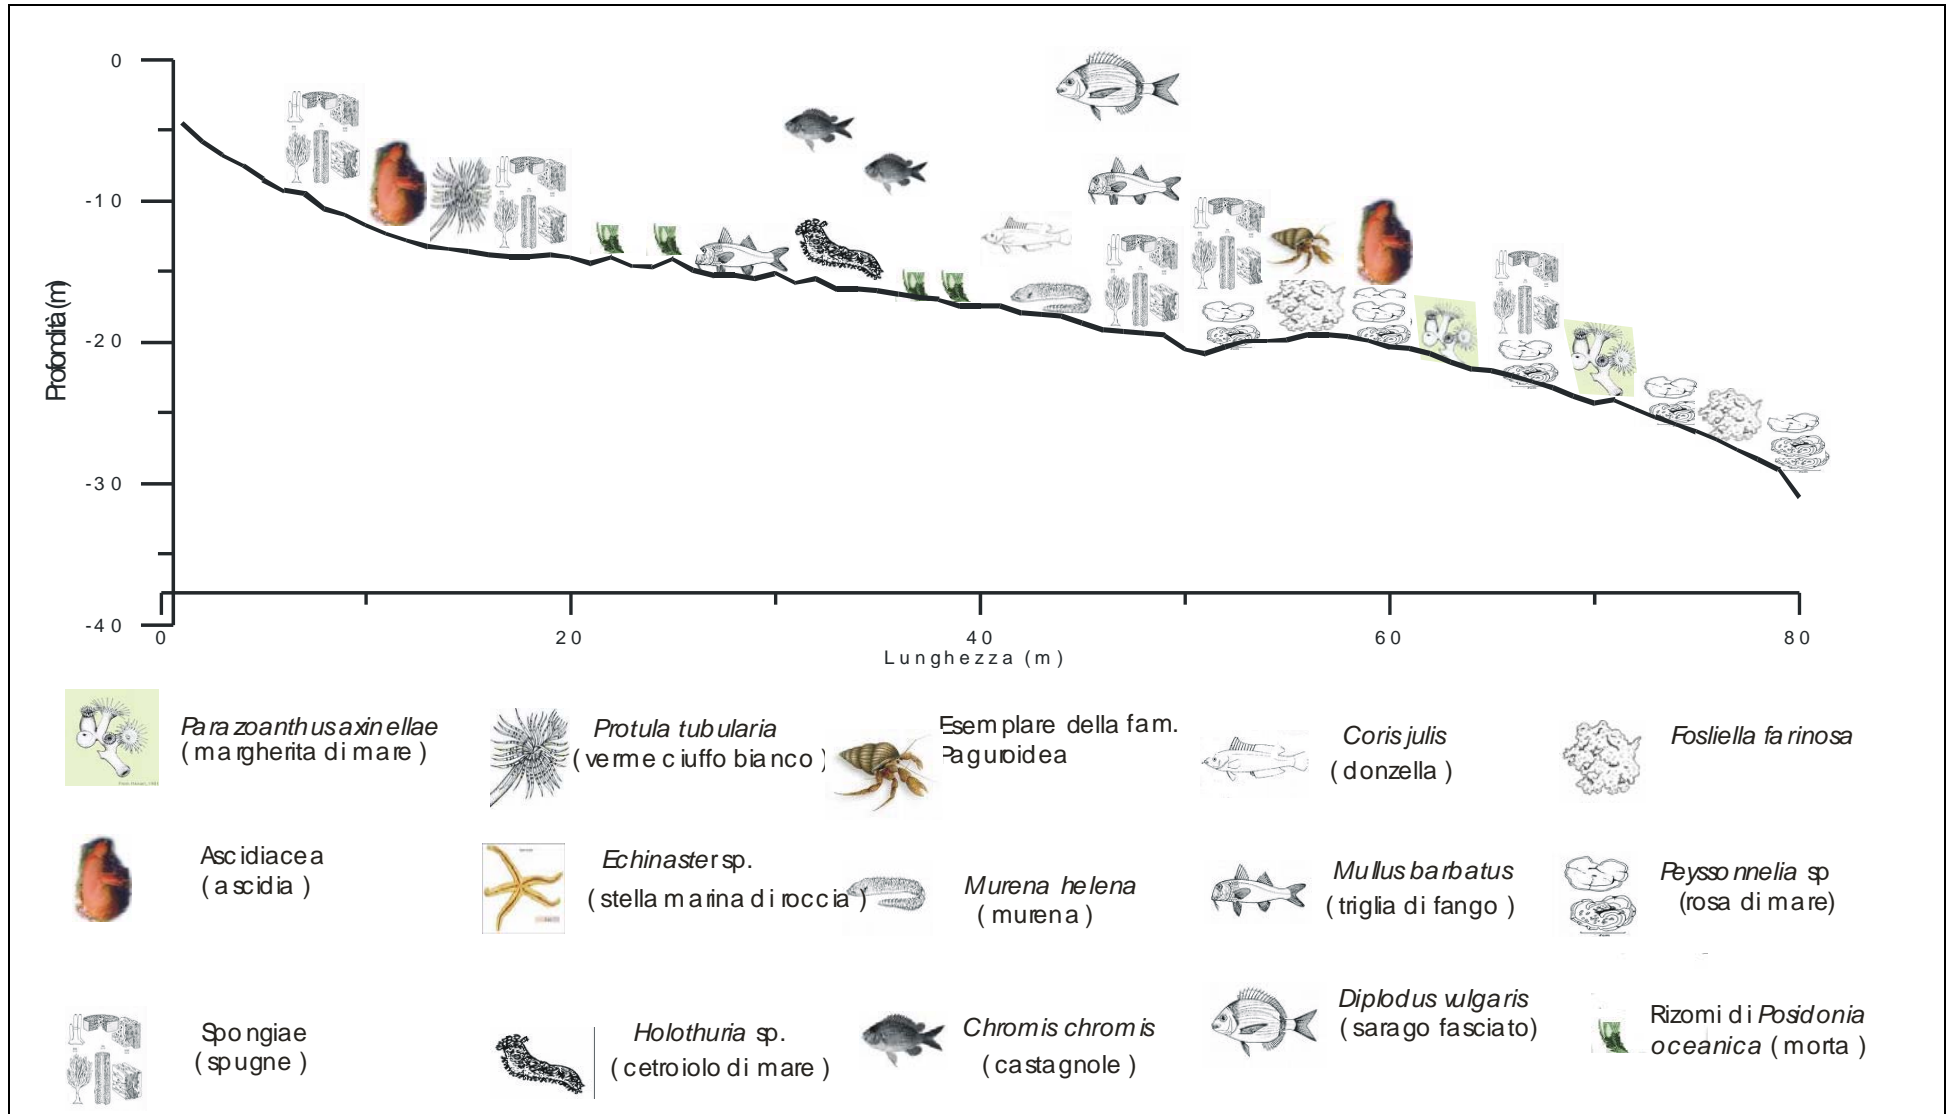 0
-10
-20
-30
-40
Profondità (m)
0 20 40 60 80
Lunghezza (m)
Parazoanthus axinellae
(margherita di mare)
Protula tubularia
(verme ciuffo bianco)
Esemplare della fam.
Paguroidea
Coris julis
(donzella)
Fosliella farinosa
Ascidiacea
(ascidia)
Echinaster sp.
(stella marina di roccia)
Murena helena
(murena)
Mullus barbatus
(triglia di fango)
Peyssonnelia sp
(rosa di mare)
Spongiae
(spugne)
Holothuria sp.
(cetroiolo di mare)
Chromis chromis
(castagnole)
Diplodus vulgaris
(sarago fasciato)
Rizomi di Posidonia
oceanica (morta)